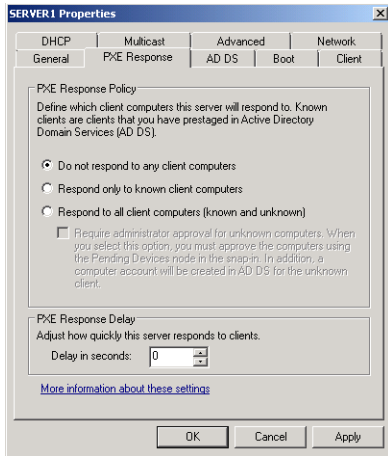 SERVER1 Properties
DHCP Multicast Advanced Network
General PXE Response AD DS Boot Client
PXE Response Policy
Define which client computers this server will respond to. Known
clients are clients that you have prestaged in Active Directory
Domain Services (AD DS).
Do not respond to any client computers
Respond only to known client computers
Respond to all client computers (known and unknown)
Require administrator approval for unknown computers. When
you select this option, you must approve the computers using
the Pending Devices node in the snap-in. In addition, a
computer account will be created in AD DS for the unknown
client.
PXE Response Delay
Adjust how quickly this server responds to clients.
Delay in seconds: 0
More information about these settings
OK Cancel Apply